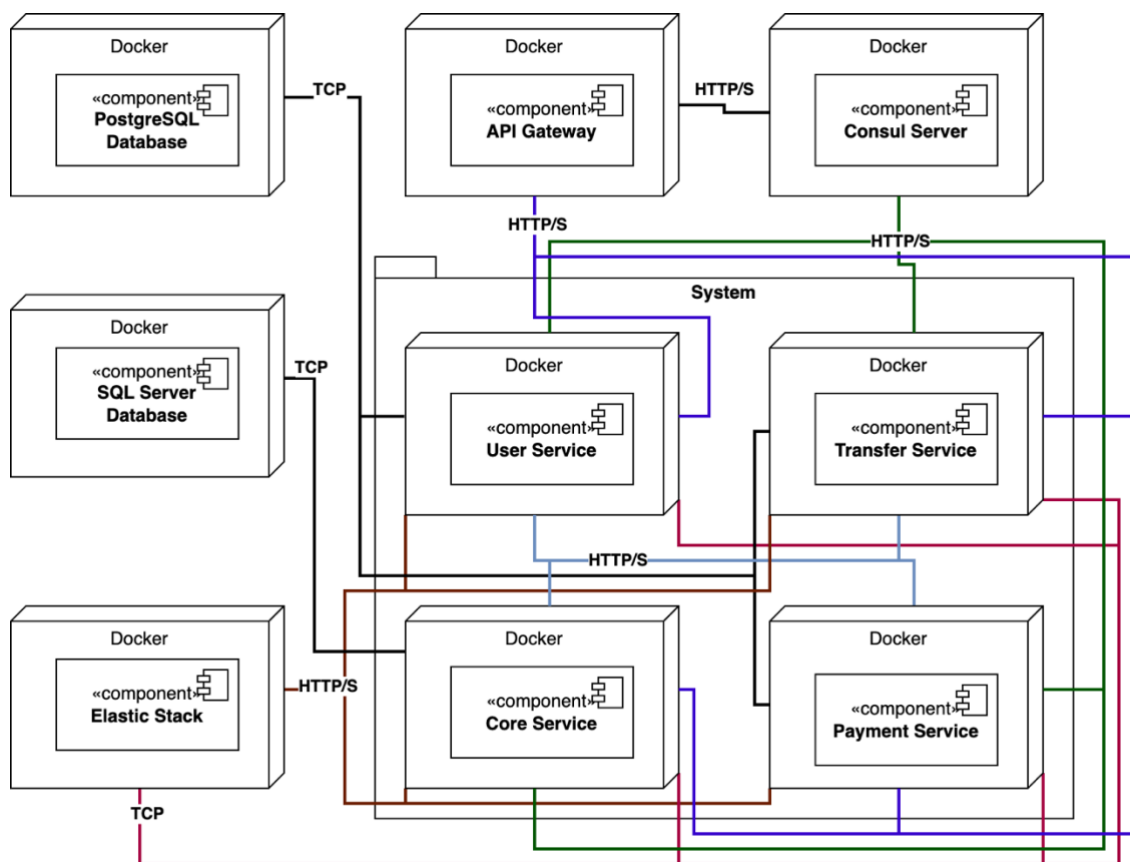 Docker
«component»
PostgreSQL
Database
TCP
Docker
«component»
API Gateway
HTTP/S
Docker
«component»
Consul Server
HTTP/S
HTTP/S
System
Docker
«component»
SQL Server
Database
TCP
Docker
«component»
User Service
Docker
«component»
Transfer Service
HTTP/S
Docker
«component»
Elastic Stack
HTTP/S
TCP
Docker
«component»
Core Service
Docker
«component»
Payment Service